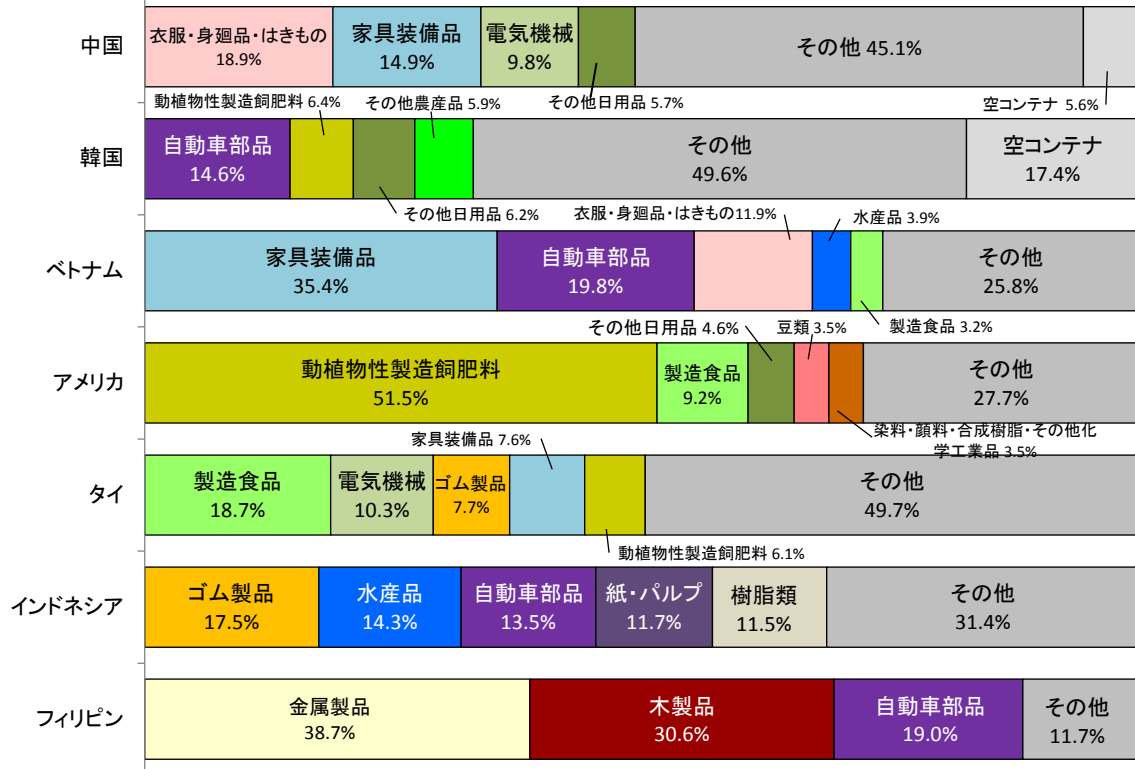 中国
衣服・身廻品・はきもの
18.9%
家具装備品
14.9%
電気機械
9.8%
その他日用品 5.7%
その他 45.1%
空コンテナ 5.6%
韓国
自動車部品
14.6%
動植物性製造飼肥料 6.4%
その他日用品 6.2%
その他農産品 5.9%
その他
49.6%
空コンテナ
17.4%
ベトナム
家具装備品
35.4%
自動車部品
19.8%
衣服・身廻品・はきもの11.9%
水産品 3.9%
製造食品 3.2%
その他
25.8%
アメリカ
動植物性製造飼肥料
51.5%
製造食品
9.2%
その他日用品 4.6%
豆類 3.5%
染料・顔料・合成樹脂・その他化
学工業品 3.5%
その他
27.7%
タイ
製造食品
18.7%
電気機械
10.3%
ゴム製品
7.7%
家具装備品 7.6%
動植物性製造飼肥料 6.1%
その他
49.7%
インドネシア
ゴム製品
17.5%
水産品
14.3%
自動車部品
13.5%
紙・パルプ
11.7%
樹脂類
11.5%
その他
31.4%
フィリピン
金属製品
38.7%
木製品
30.6%
自動車部品
19.0%
その他
11.7%